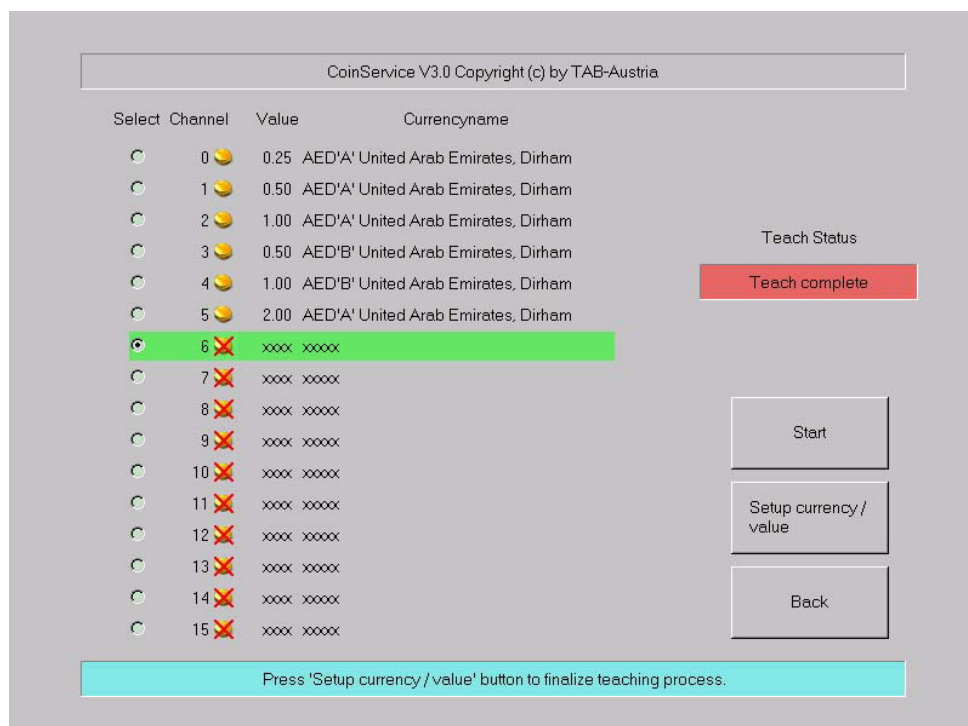 CoinService V3.0 Copyright (c) by TAB-Austria
Select Channel Value Currencyname
0 0.25 AED'A' United Arab Emirates, Dirham
1 0.50 AED'A' United Arab Emirates, Dirham
2 1.00 AED'A' United Arab Emirates, Dirham
3 0.50 AED'B' United Arab Emirates, Dirham
4 1.00 AED'B' United Arab Emirates, Dirham
5 2.00 AED'A' United Arab Emirates, Dirham
6 xxxx xxxxx
7 xxxx xxxxx
8 xxxx xxxxx
9 xxxx xxxxx
10 xxxx xxxxx
11 xxxx xxxxx
12 xxxx xxxxx
13 xxxx xxxxx
14 xxxx xxxxx
15 xxxx xxxxx
Teach Status
Teach complete
Start
Setup currency /
value
Back
Press 'Setup currency / value' button to finalize teaching process.